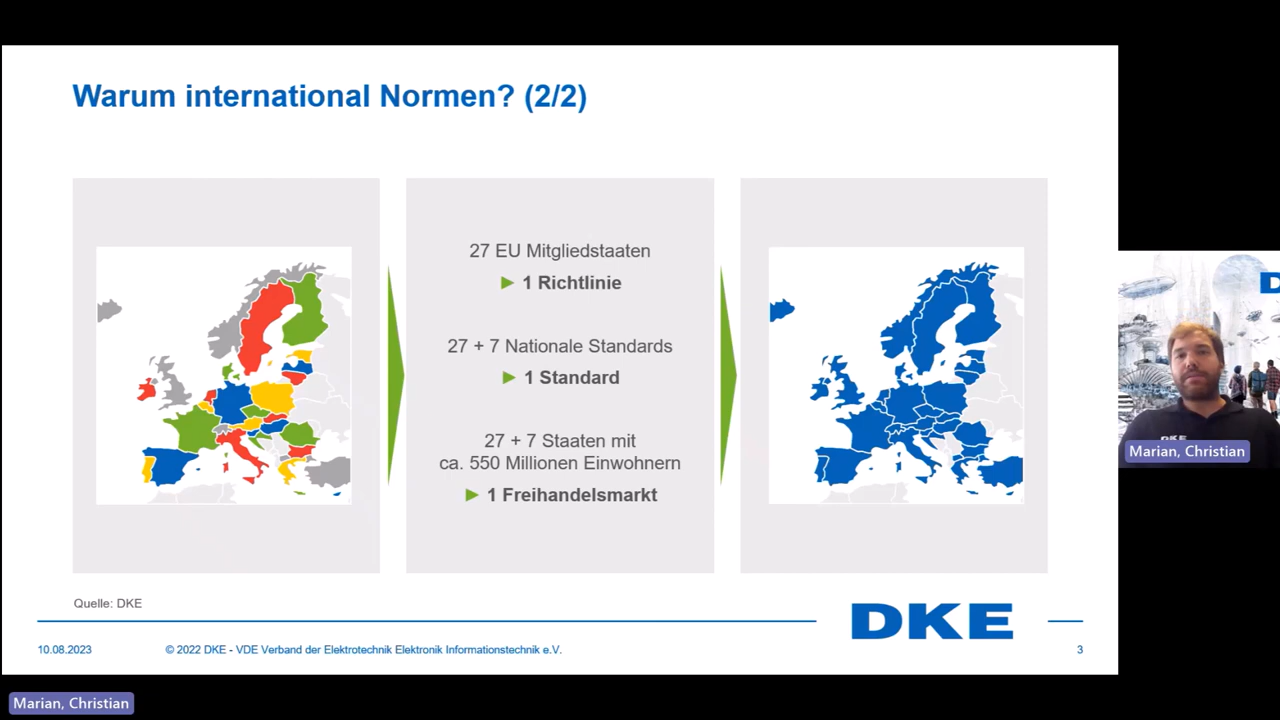 Warum international Normen? (2/2)
27 EU Mitgliedstaaten
1 Richtlinie
27 + 7 Nationale Standards
1 Standard
27 + 7 Staaten mit
ca. 550 Millionen Einwohnern
1 Freihandelsmarkt
Quelle: DKE
DKE
10.08.2023
© 2022 DKE - VDE Verband der Elektrotechnik Elektronik Informationstechnik e.V.
3
D
DKE
Marian, Christian
Marian, Christian